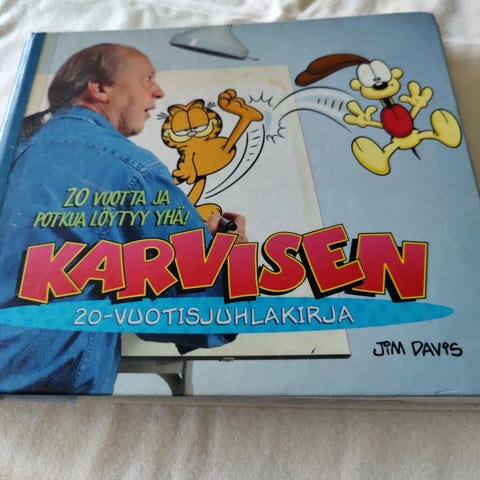 20 VUOTTA JA
POTKUA LÖYTYY YHÄ!
KARVISEN
20-VUOTISJUHLAKIRJA
JIM DAVIS